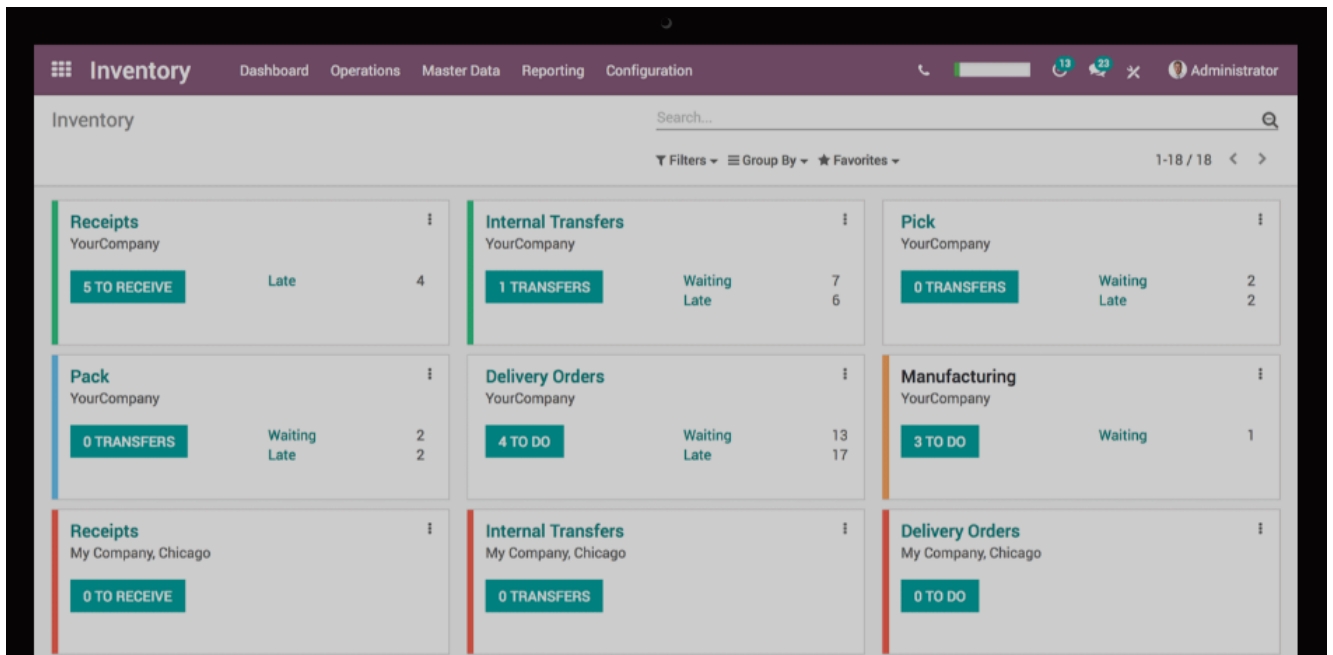 Inventory Dashboard Operations Master Data Reporting Configuration 13 23 Administrator
Inventory Search...
Filters Group By Favorites 1-18 / 18
Receipts
YourCompany
5 TO RECEIVE Late 4
Internal Transfers
YourCompany
1 TRANSFERS Waiting 7
Late 6
Pick
YourCompany
0 TRANSFERS Waiting 2
Late 2
Pack
YourCompany
0 TRANSFERS Waiting 2
Late 2
Delivery Orders
YourCompany
4 TO DO Waiting 13
Late 17
Manufacturing
YourCompany
3 TO DO Waiting 1
Receipts
My Company, Chicago
0 TO RECEIVE
Internal Transfers
My Company, Chicago
0 TRANSFERS
Delivery Orders
My Company, Chicago
0 TO DO